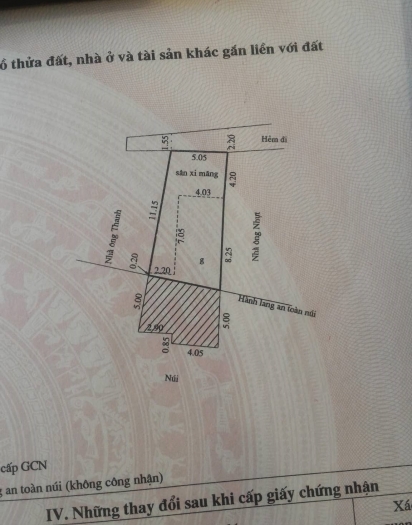 ồ thửa đất, nhà ở và tài sản khác gắn liền với đất
1.55
2.20
Hẻm đi
5.05
sân xi măng
4.20
4.03
11.15
7.05
Nhà ông Thanh
Nhà ông Nhựt
8.25
g
0.20
2.20
Hành lang an toàn núi
5.00
5.00
2.90
0.85
4.05
Núi
cấp GCN
g an toàn núi (không công nhận)
IV. Những thay đổi sau khi cấp giấy chứng nhận
Xá